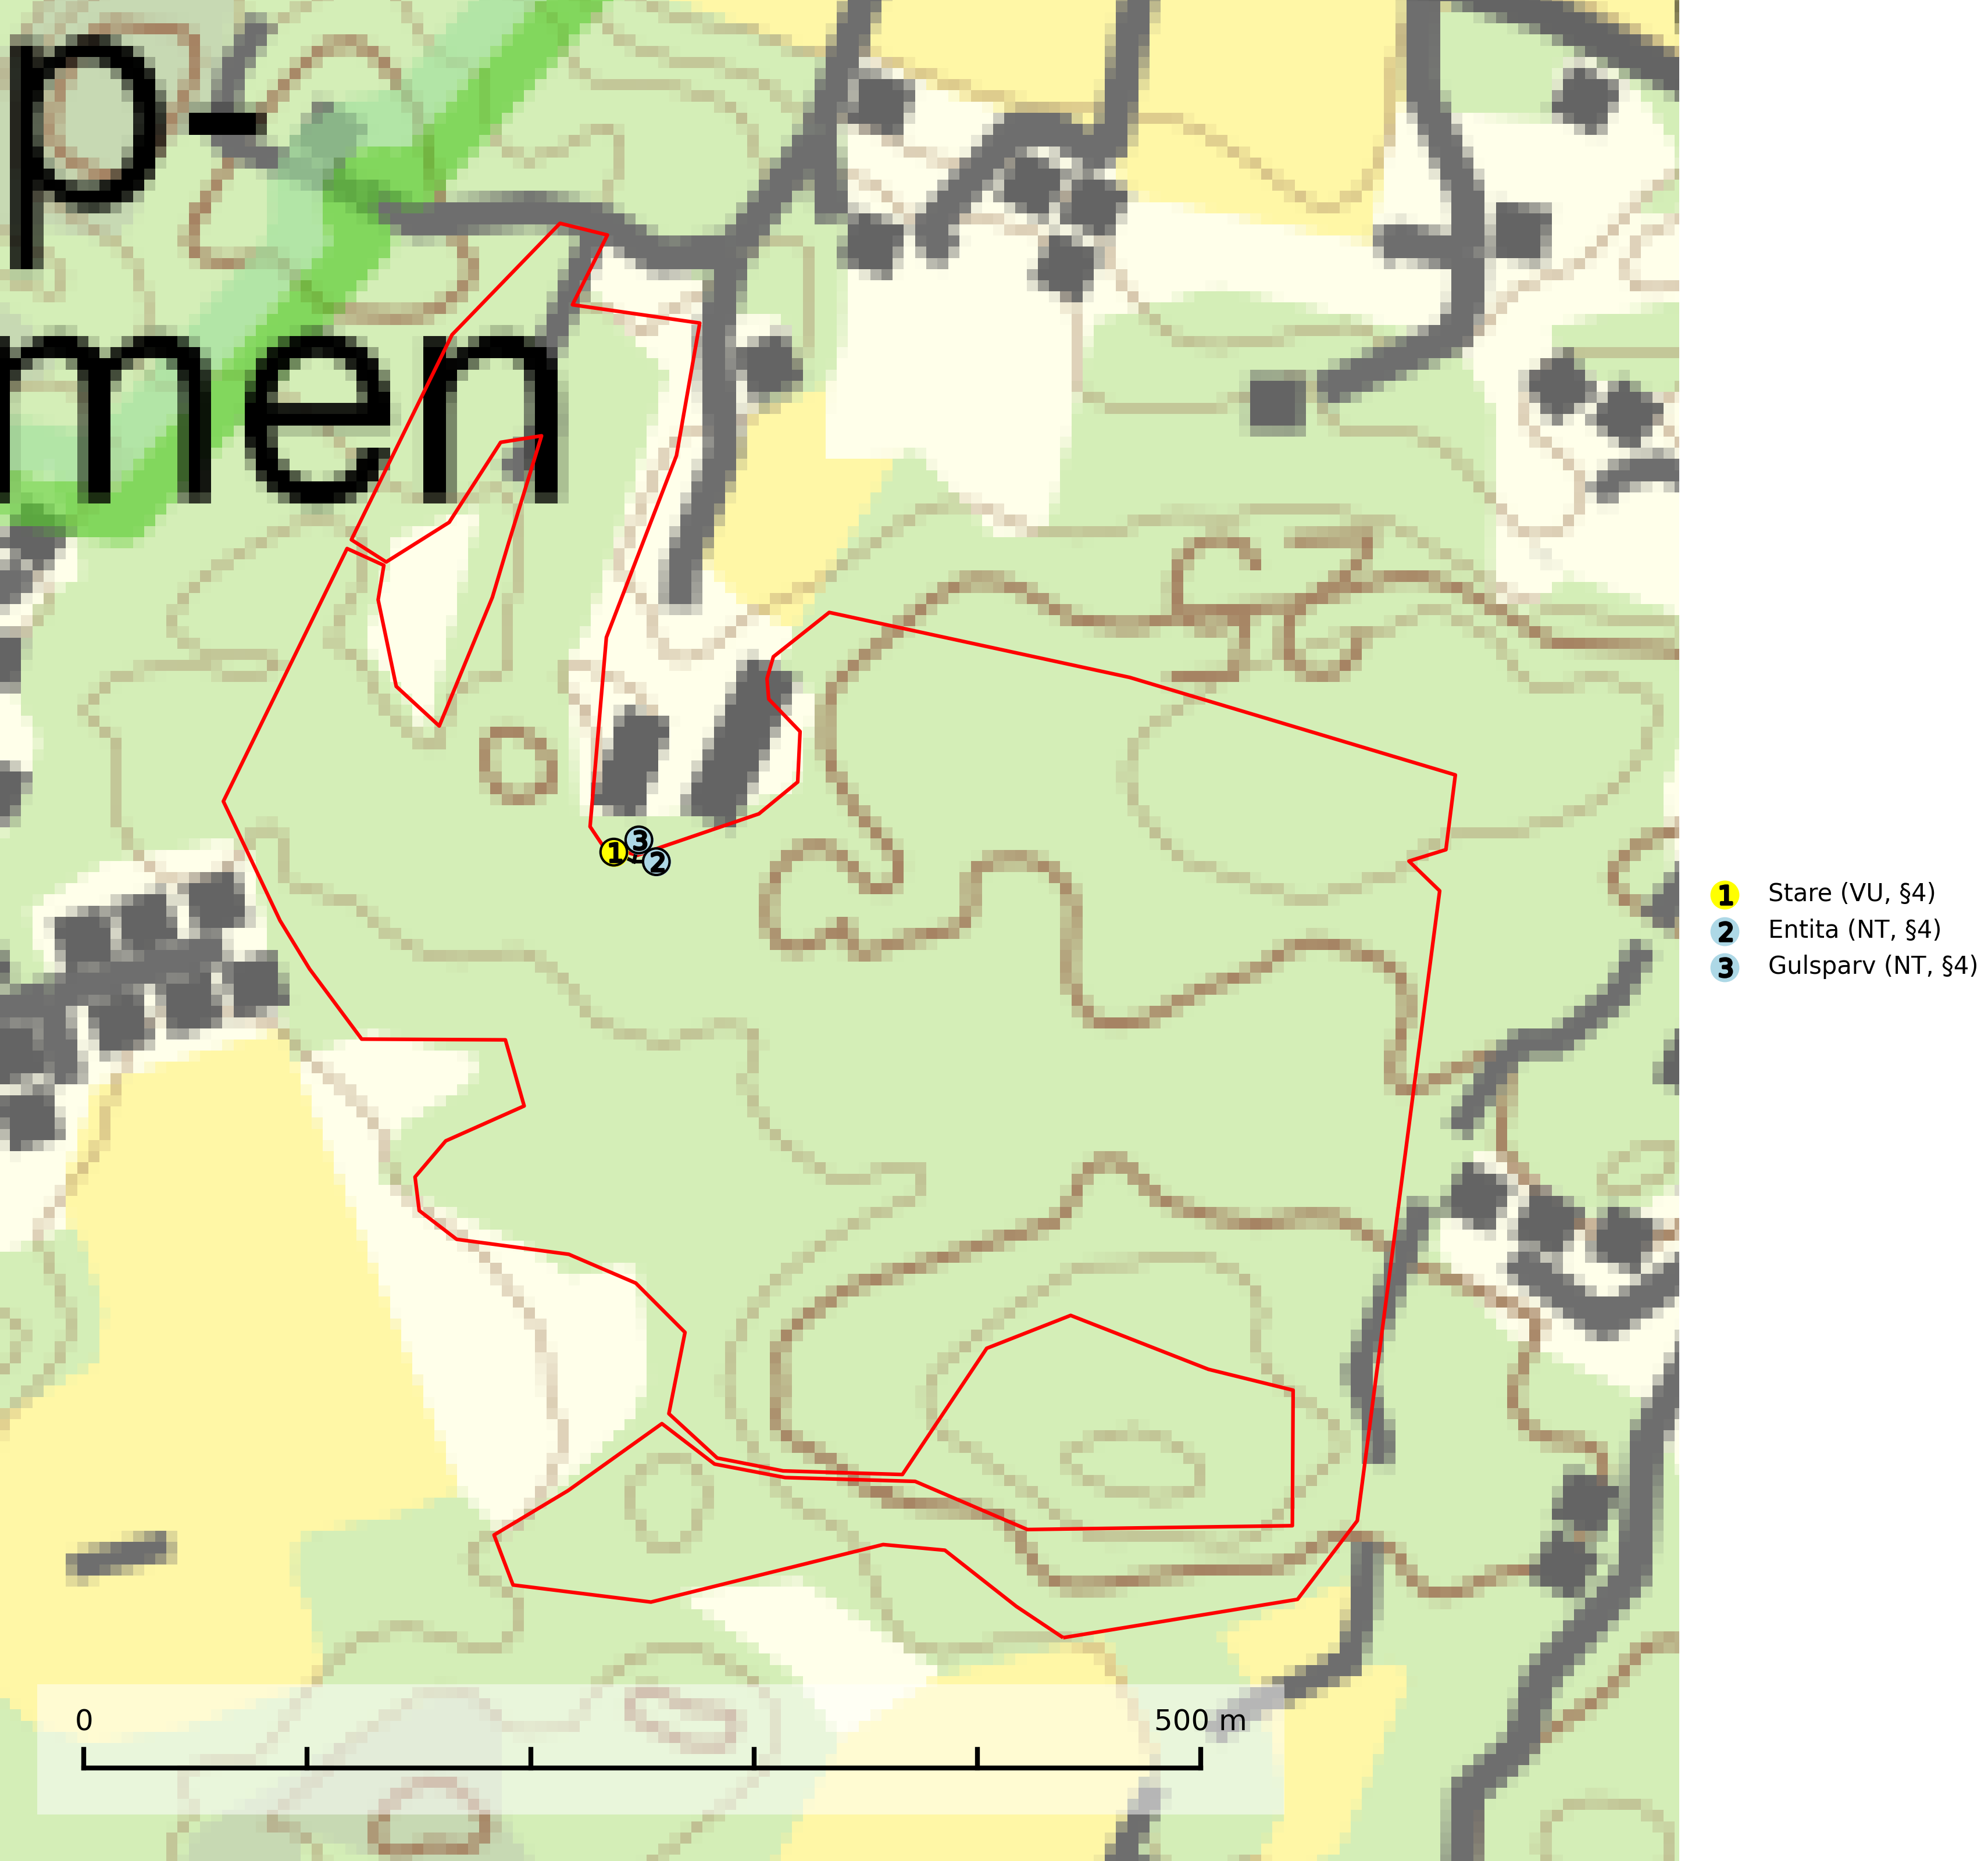 p-
men
3
1
2
1 Stare (VU, §4)
2 Entita (NT, §4)
3 Gulsparv (NT, §4)
0 500 m